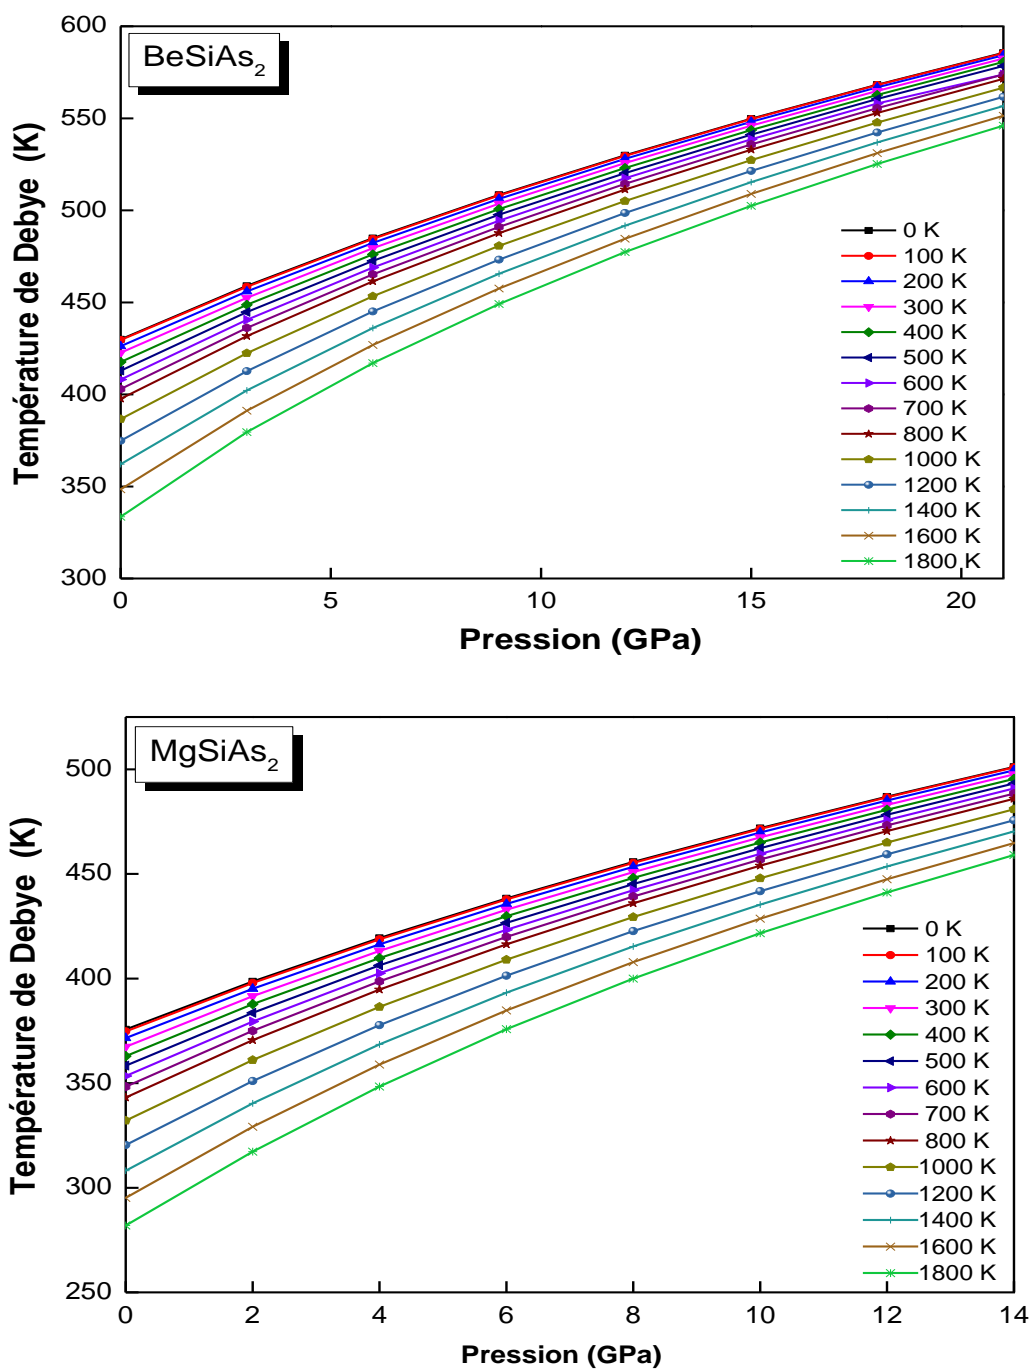 BeSiAs2
600
550
500
450
400
350
300
Température de Debye (K)
0 K
100 K
200 K
300 K
400 K
500 K
600 K
700 K
800 K
1000 K
1200 K
1400 K
1600 K
1800 K
0 5 10 15 20
Pression (GPa)
MgSiAs2
500
450
400
350
300
250
Température de Debye (K)
0 K
100 K
200 K
300 K
400 K
500 K
600 K
700 K
800 K
1000 K
1200 K
1400 K
1600 K
1800 K
0 2 4 6 8 10 12 14
Pression (GPa)